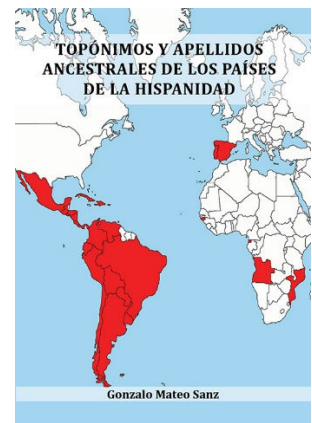 TOPÓNIMOS Y APELLIDOS
ANCESTRALES DE LOS PAÍSES
DE LA HISPANIDAD
Gonzalo Mateo Sanz